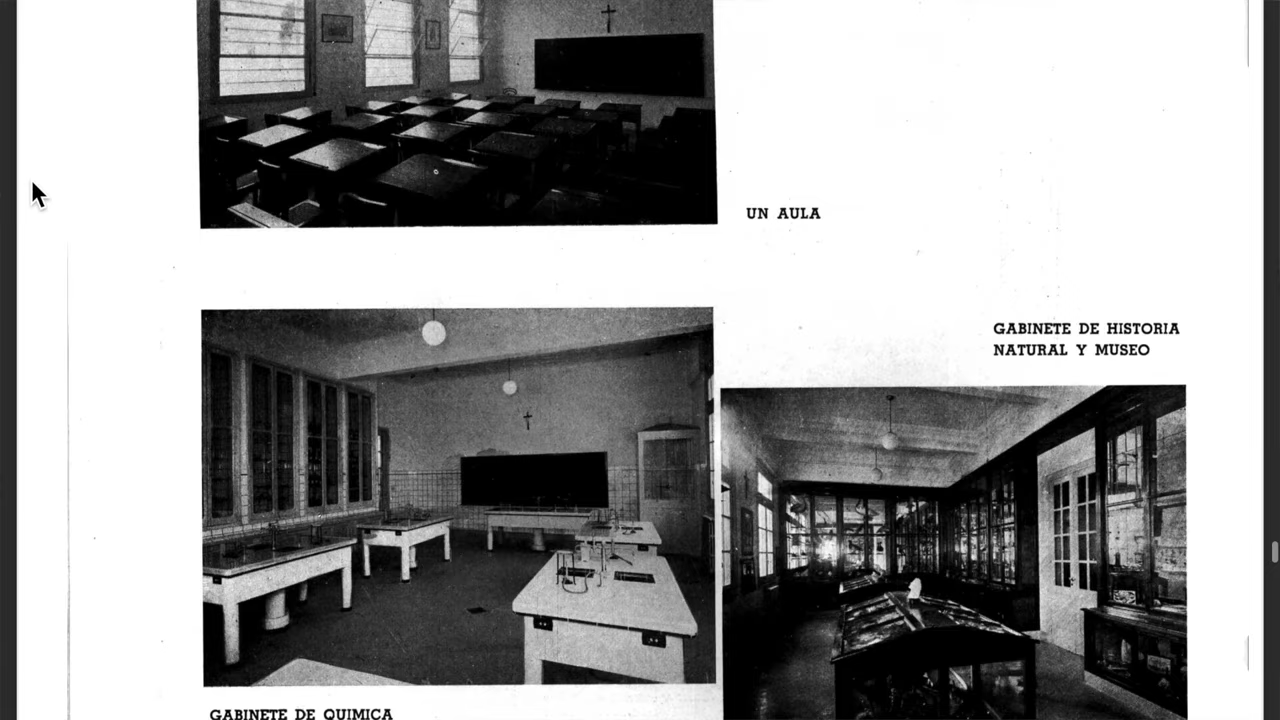 UN AULA
GABINETE DE HISTORIA
NATURAL Y MUSEO
GABINETE DE QUIMICA